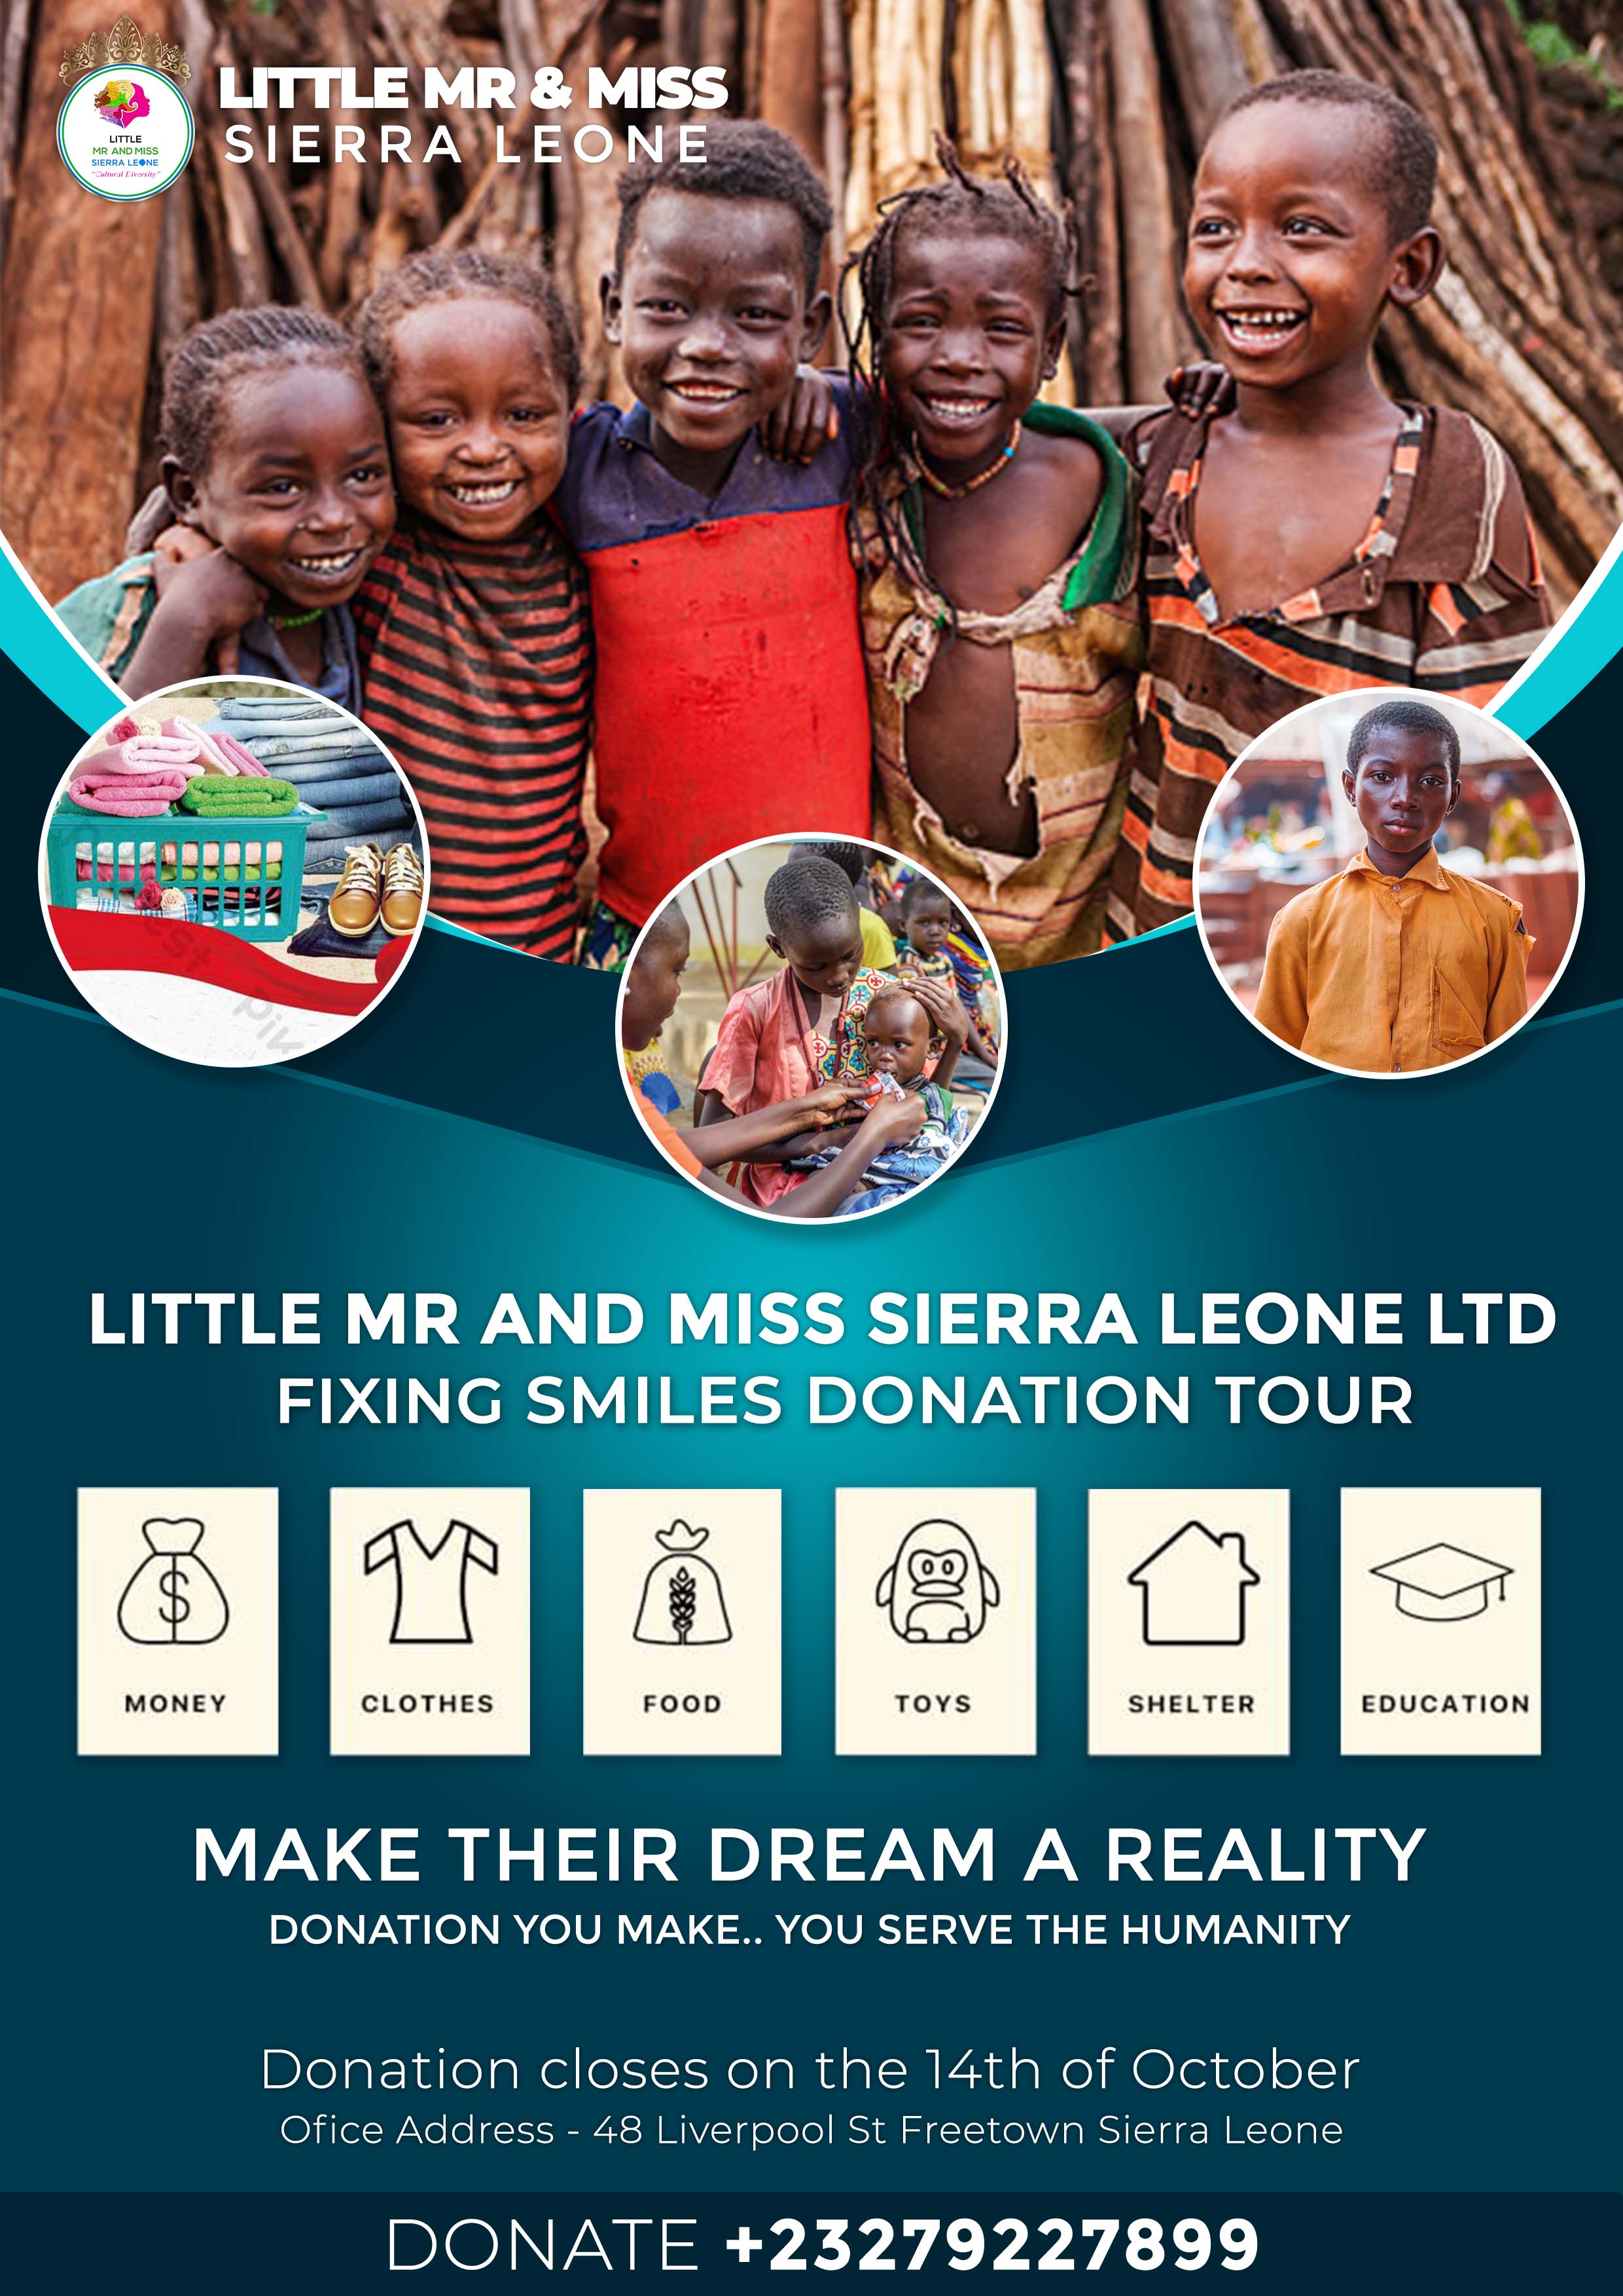 LITTLE MR & MISS
SIERRA LEONE
LITTLE
MR AND MISS
SIERRA LEONE
"Cultural Diversity"
LITTLE MR AND MISS SIERRA LEONE LTD
FIXING SMILES DONATION TOUR
MONEY
CLOTHES
FOOD
TOYS
SHELTER
EDUCATION
MAKE THEIR DREAM A REALITY
DONATION YOU MAKE.. YOU SERVE THE HUMANITY
Donation closes on the 14th of October
Ofice Address - 48 Liverpool St Freetown Sierra Leone
DONATE +23279227899